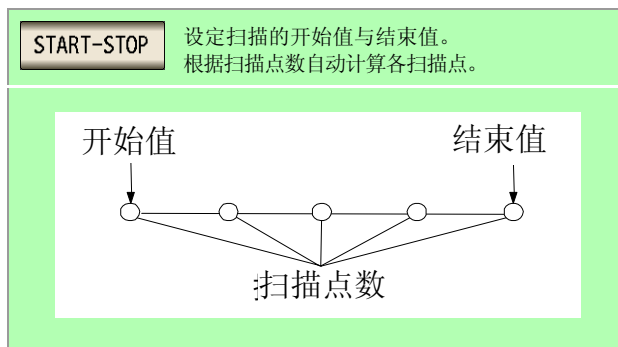 START-STOP
设定扫描的开始值与结束值。
根据扫描点数自动计算各扫描点。
开始值
结束值
扫描点数